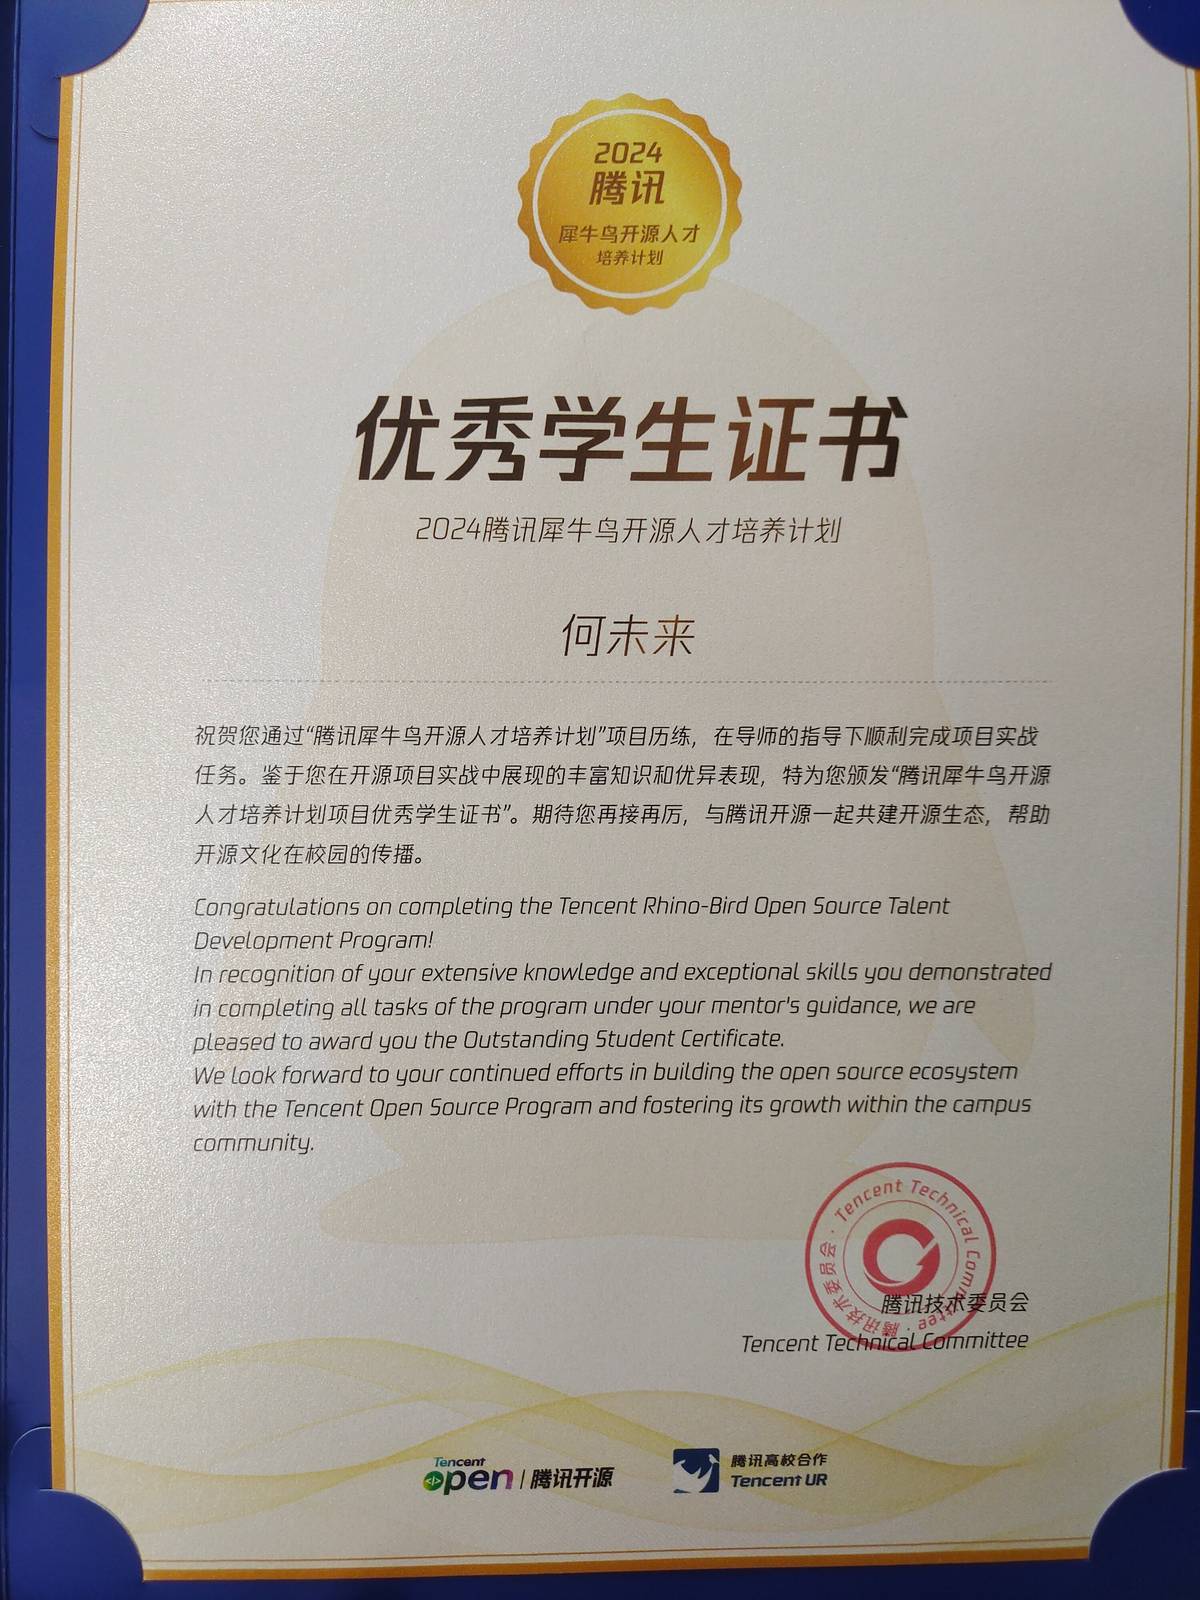 2024
腾讯
犀牛鸟开源人才
培养计划
优秀学生证书
2024腾讯犀牛鸟开源人才培养计划
何未来
祝贺您通过“腾讯犀牛鸟开源人才培养计划”项目历练，在导师的指导下顺利完成项目实战
任务。鉴于您在开源项目实战中展现的丰富知识和优异表现，特为您颁发“腾讯犀牛鸟开源
人才培养计划项目优秀学生证书”。期待您再接再厉，与腾讯开源一起共建开源生态，帮助
开源文化在校园的传播。
Congratulations on completing the Tencent Rhino-Bird Open Source Talent
Development Program!
In recognition of your extensive knowledge and exceptional skills you demonstrated
in completing all tasks of the program under your mentor's guidance, we are
pleased to award you the Outstanding Student Certificate.
We look forward to your continued efforts in building the open source ecosystem
with the Tencent Open Source Program and fostering its growth within the campus
community.
Tencent Technical Committee · 腾讯技术委员会 ·
腾讯技术委员会
Tencent Technical Committee
Tencent
Open | 腾讯开源
腾讯高校合作
Tencent UR